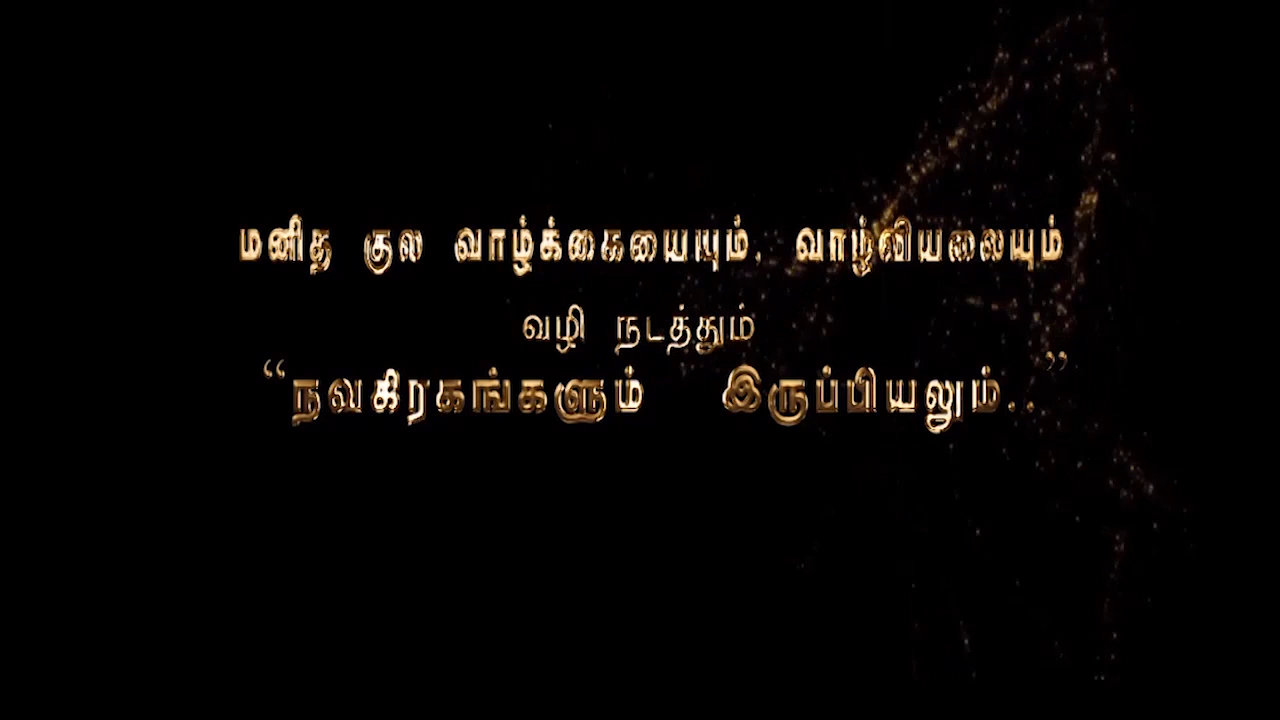 மனித குல வாழ்க்கையையும், வாழ்வியலையும்
வழி நடத்தும்
“நவகிரகங்களும் இருப்பியலும்..”